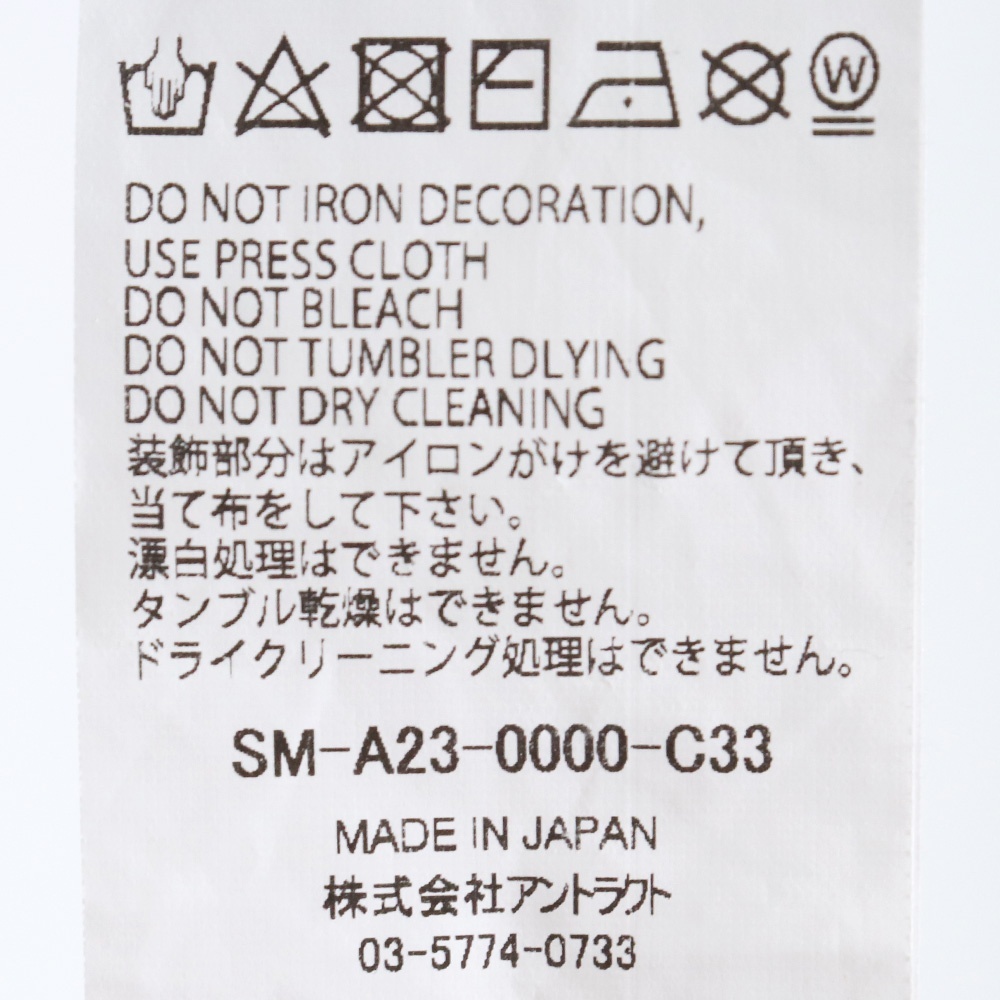 W
DO NOT IRON DECORATION,
USE PRESS CLOTH
DO NOT BLEACH
DO NOT TUMBLER DLYING
DO NOT DRY CLEANING
装飾部分はアイロンがけを避けて頂き、
当て布をして下さい。
漂白処理はできません。
タンブル乾燥はできません。
ドライクリーニング処理はできません。
SM-A23-0000-C33
MADE IN JAPAN
株式会社アントラクト
03-5774-0733